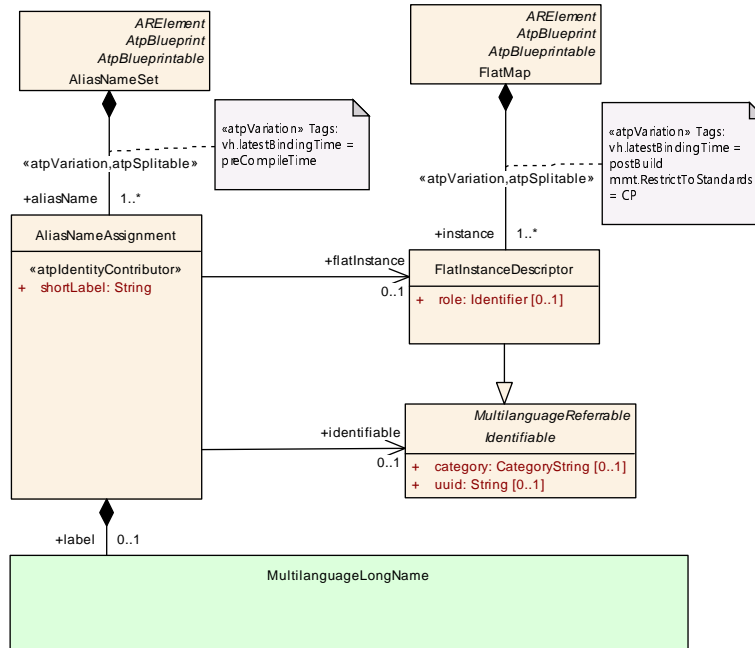 ARElement
AtpBlueprint
AtpBlueprintable
AliasNameSet
ARElement
AtpBlueprint
AtpBlueprintable
FlatMap
«atpVariation» Tags:
vh.latestBindingTime =
preCompileTime
«atpVariation» Tags:
vh.latestBindingTime =
postBuild
mmt.RestrictToStandards
= CP
«atpVariation,atpSplitable»
«atpVariation,atpSplitable»
+aliasName 1..*
+instance 1..*
AliasNameAssignment
«atpIdentityContributor»
+ shortLabel: String
+flatInstance
0..1
FlatInstanceDescriptor
+ role: Identifier [0..1]
+identifiable
0..1
MultilanguageReferrable
Identifiable
+ category: CategoryString [0..1]
+ uuid: String [0..1]
+label 0..1
MultilanguageLongName